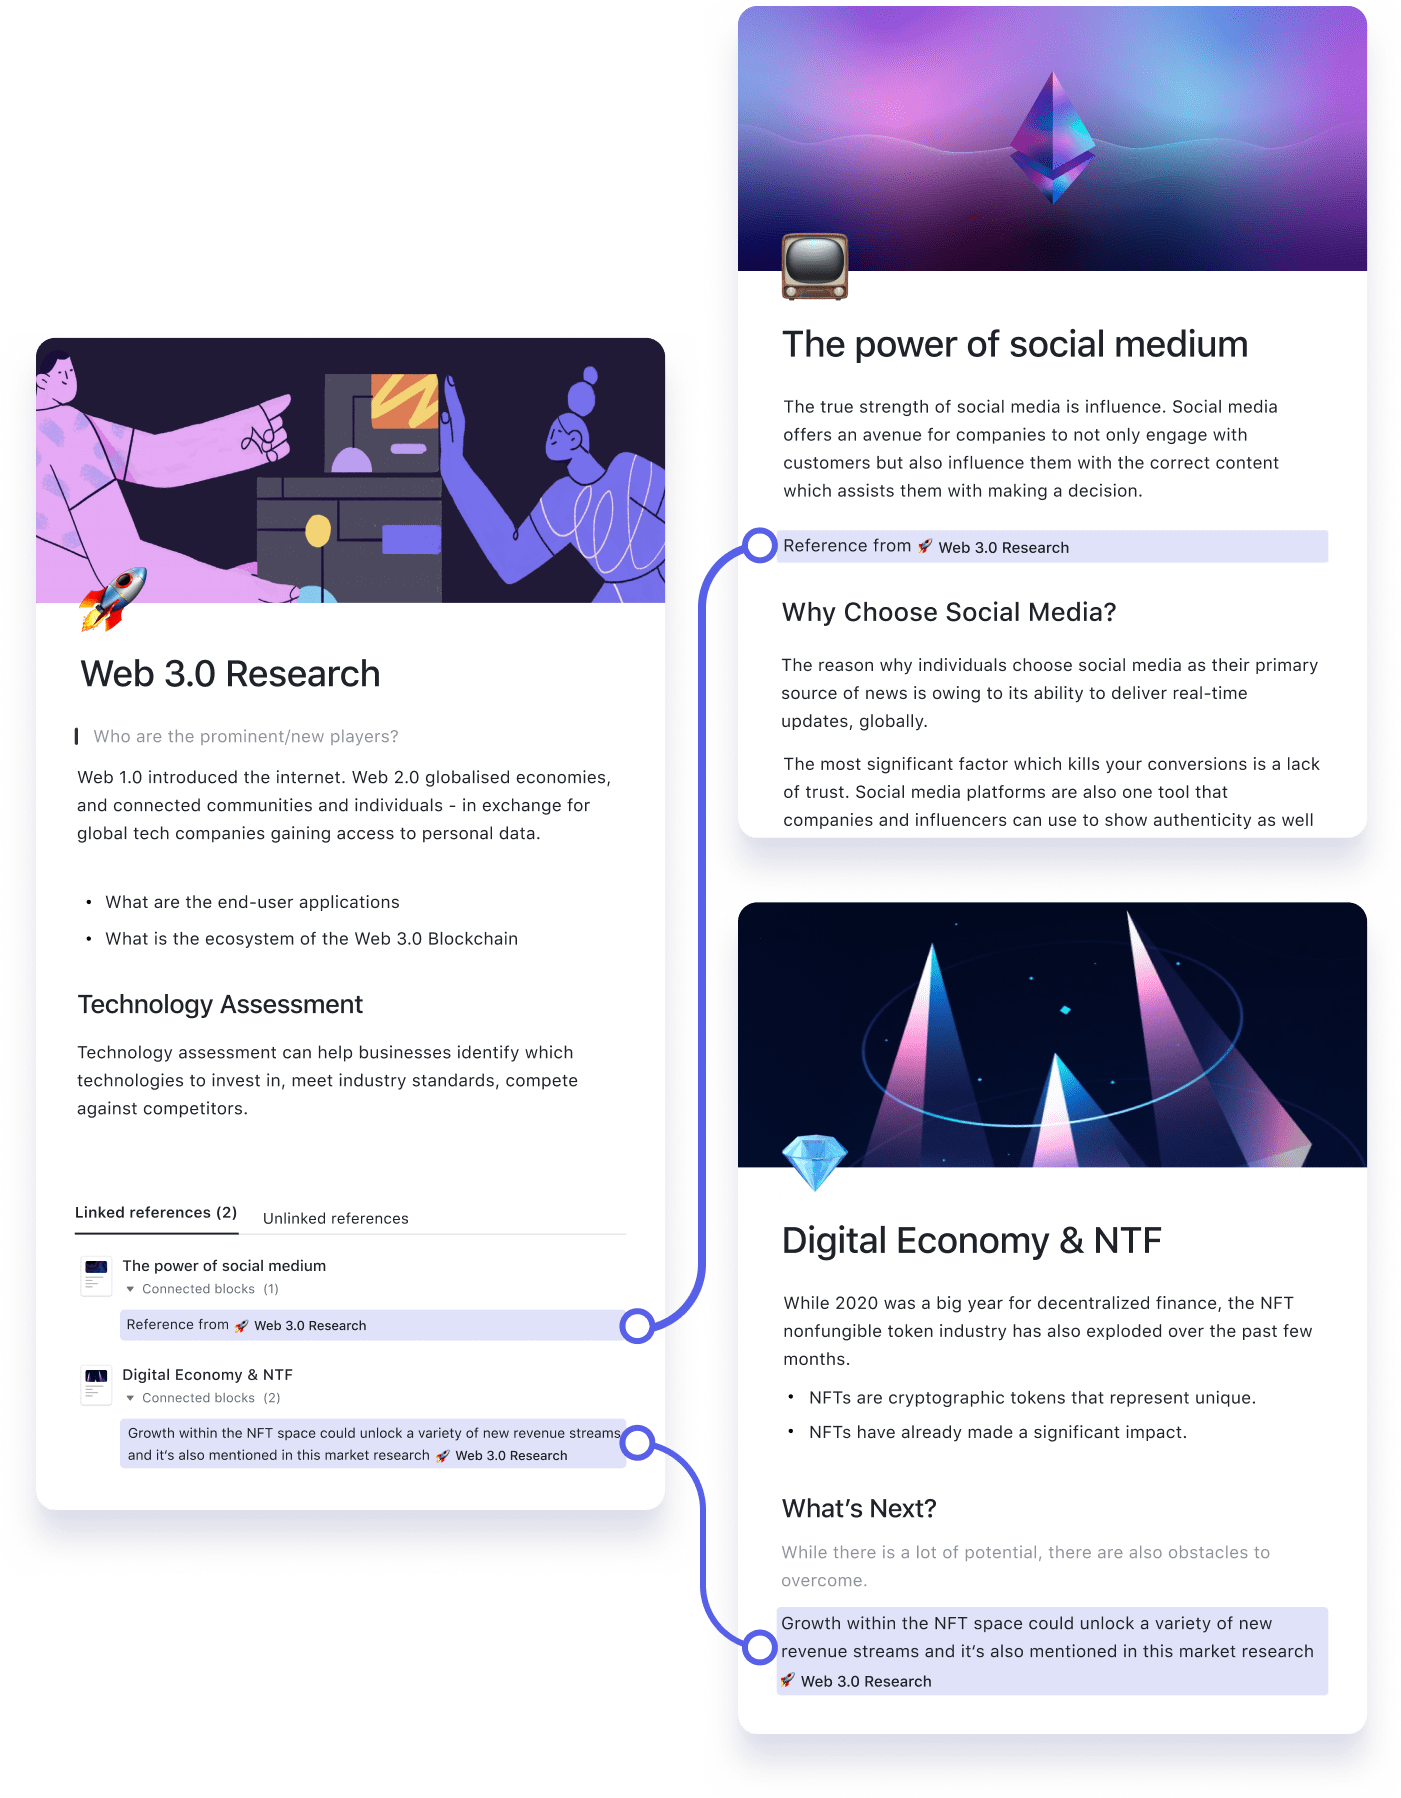 The power of social medium
The true strength of social media is influence. Social media
offers an avenue for companies to not only engage with
customers but also influence them with the correct content
which assists them with making a decision.
Reference from 🚀 Web 3.0 Research
Why Choose Social Media?
The reason why individuals choose social media as their primary
source of news is owing to its ability to deliver real-time
updates, globally.
The most significant factor which kills your conversions is a lack
of trust. Social media platforms are also one tool that
companies and influencers can use to show authenticity as well
Web 3.0 Research
Who are the prominent/new players?
Web 1.0 introduced the internet. Web 2.0 globalised economies,
and connected communities and individuals - in exchange for
global tech companies gaining access to personal data.
• What are the end-user applications
• What is the ecosystem of the Web 3.0 Blockchain
Technology Assessment
Technology assessment can help businesses identify which
technologies to invest in, meet industry standards, compete
against competitors.
Linked references (2) Unlinked references
The power of social medium
Connected blocks (1)
Reference from 🚀 Web 3.0 Research
Digital Economy & NTF
Connected blocks (2)
Growth within the NFT space could unlock a variety of new revenue streams
and it’s also mentioned in this market research 🚀 Web 3.0 Research
Digital Economy & NTF
While 2020 was a big year for decentralized finance, the NFT
nonfungible token industry has also exploded over the past few
months.
• NFTs are cryptographic tokens that represent unique.
• NFTs have already made a significant impact.
What’s Next?
While there is a lot of potential, there are also obstacles to
overcome.
Growth within the NFT space could unlock a variety of new
revenue streams and it’s also mentioned in this market research
🚀 Web 3.0 Research